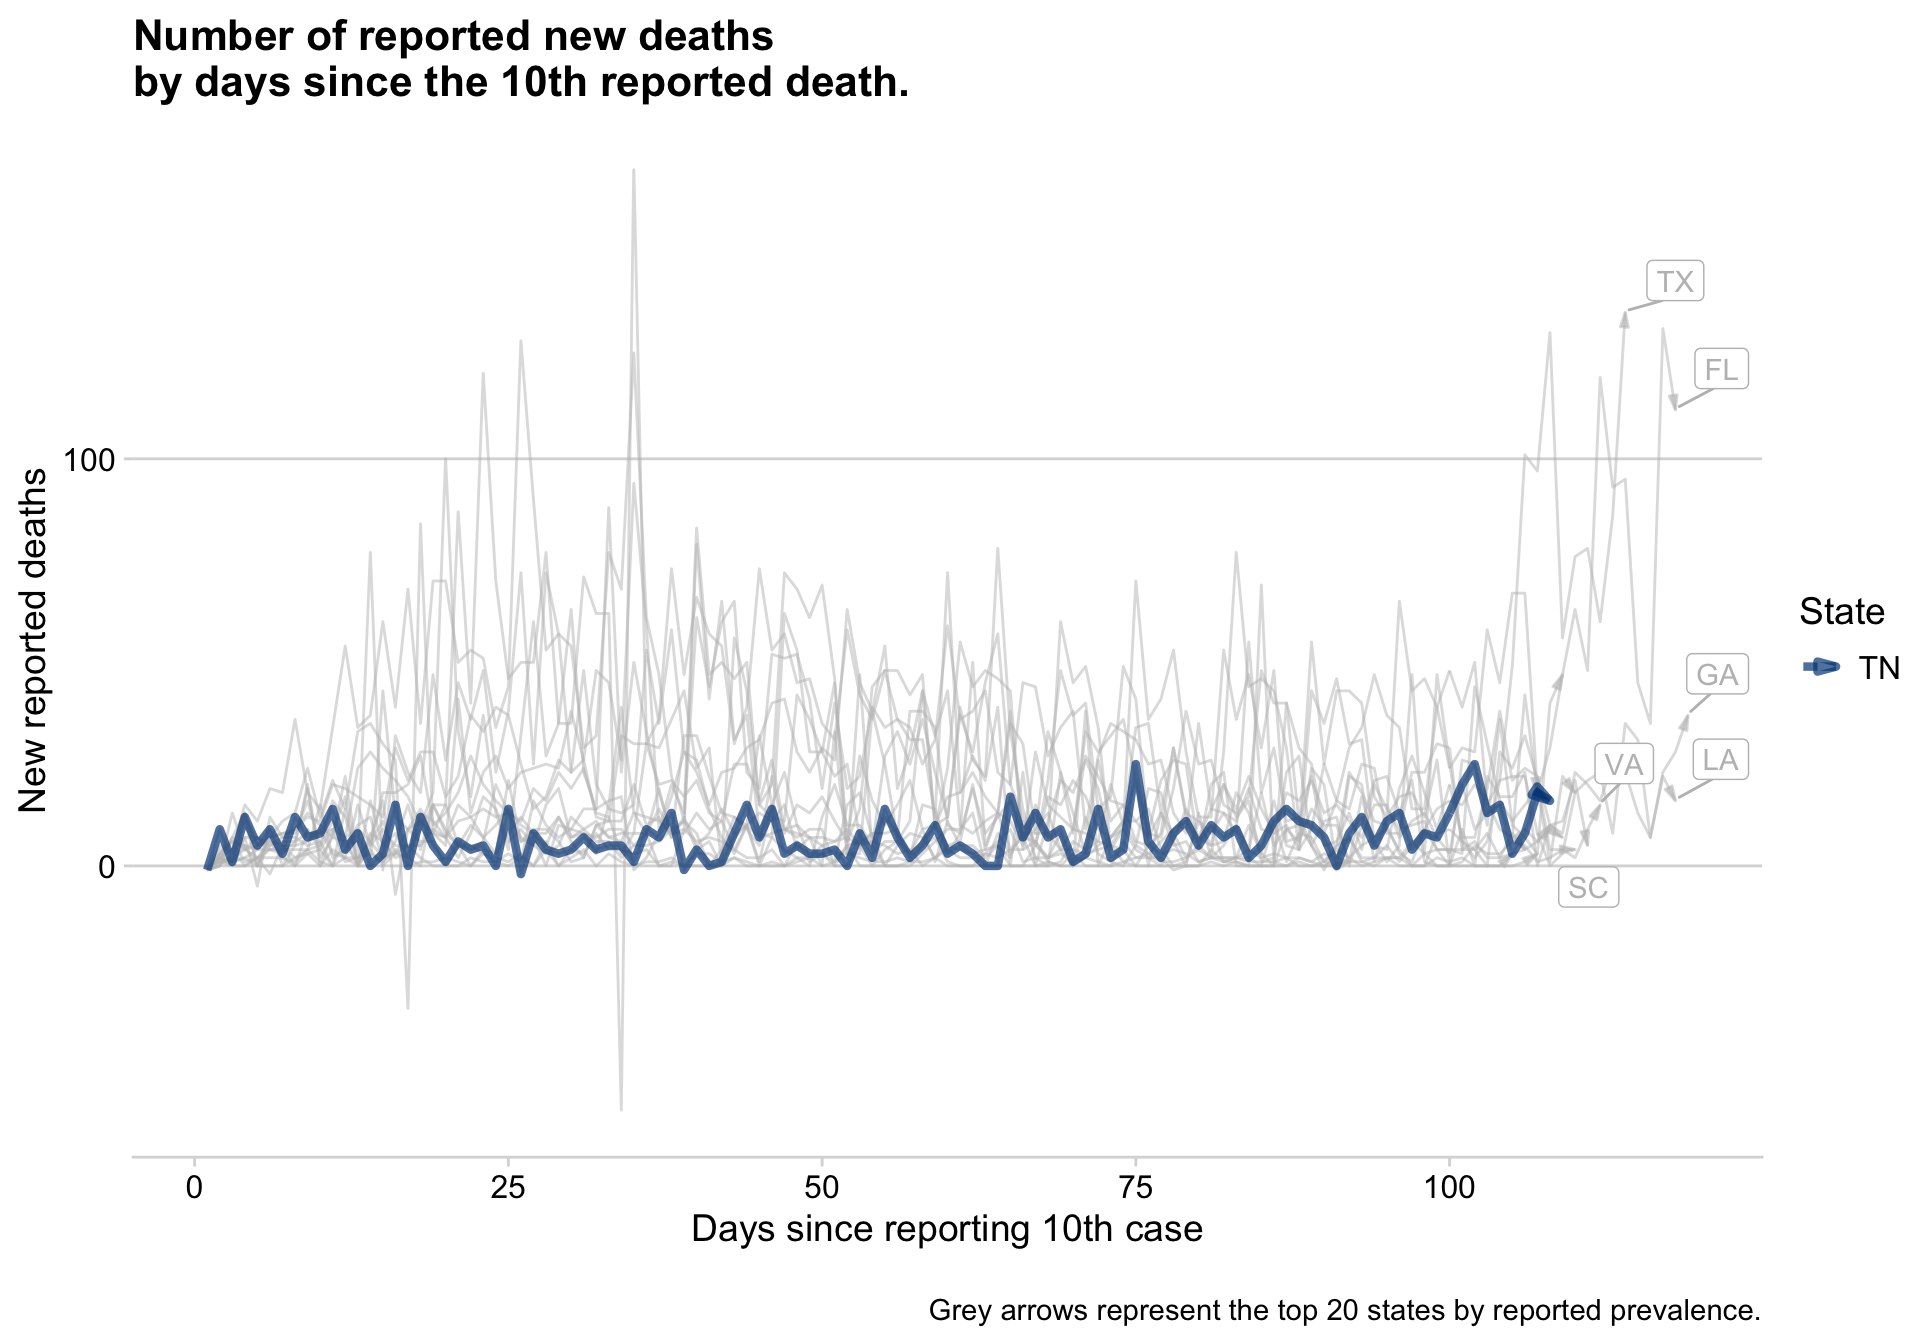 Number of reported new deaths
by days since the 10th reported death.
New reported deaths
100
0
TX
FL
GA
VA
LA
SC
State
TN
0
25
50
75
100
Days since reporting 10th case
Grey arrows represent the top 20 states by reported prevalence.